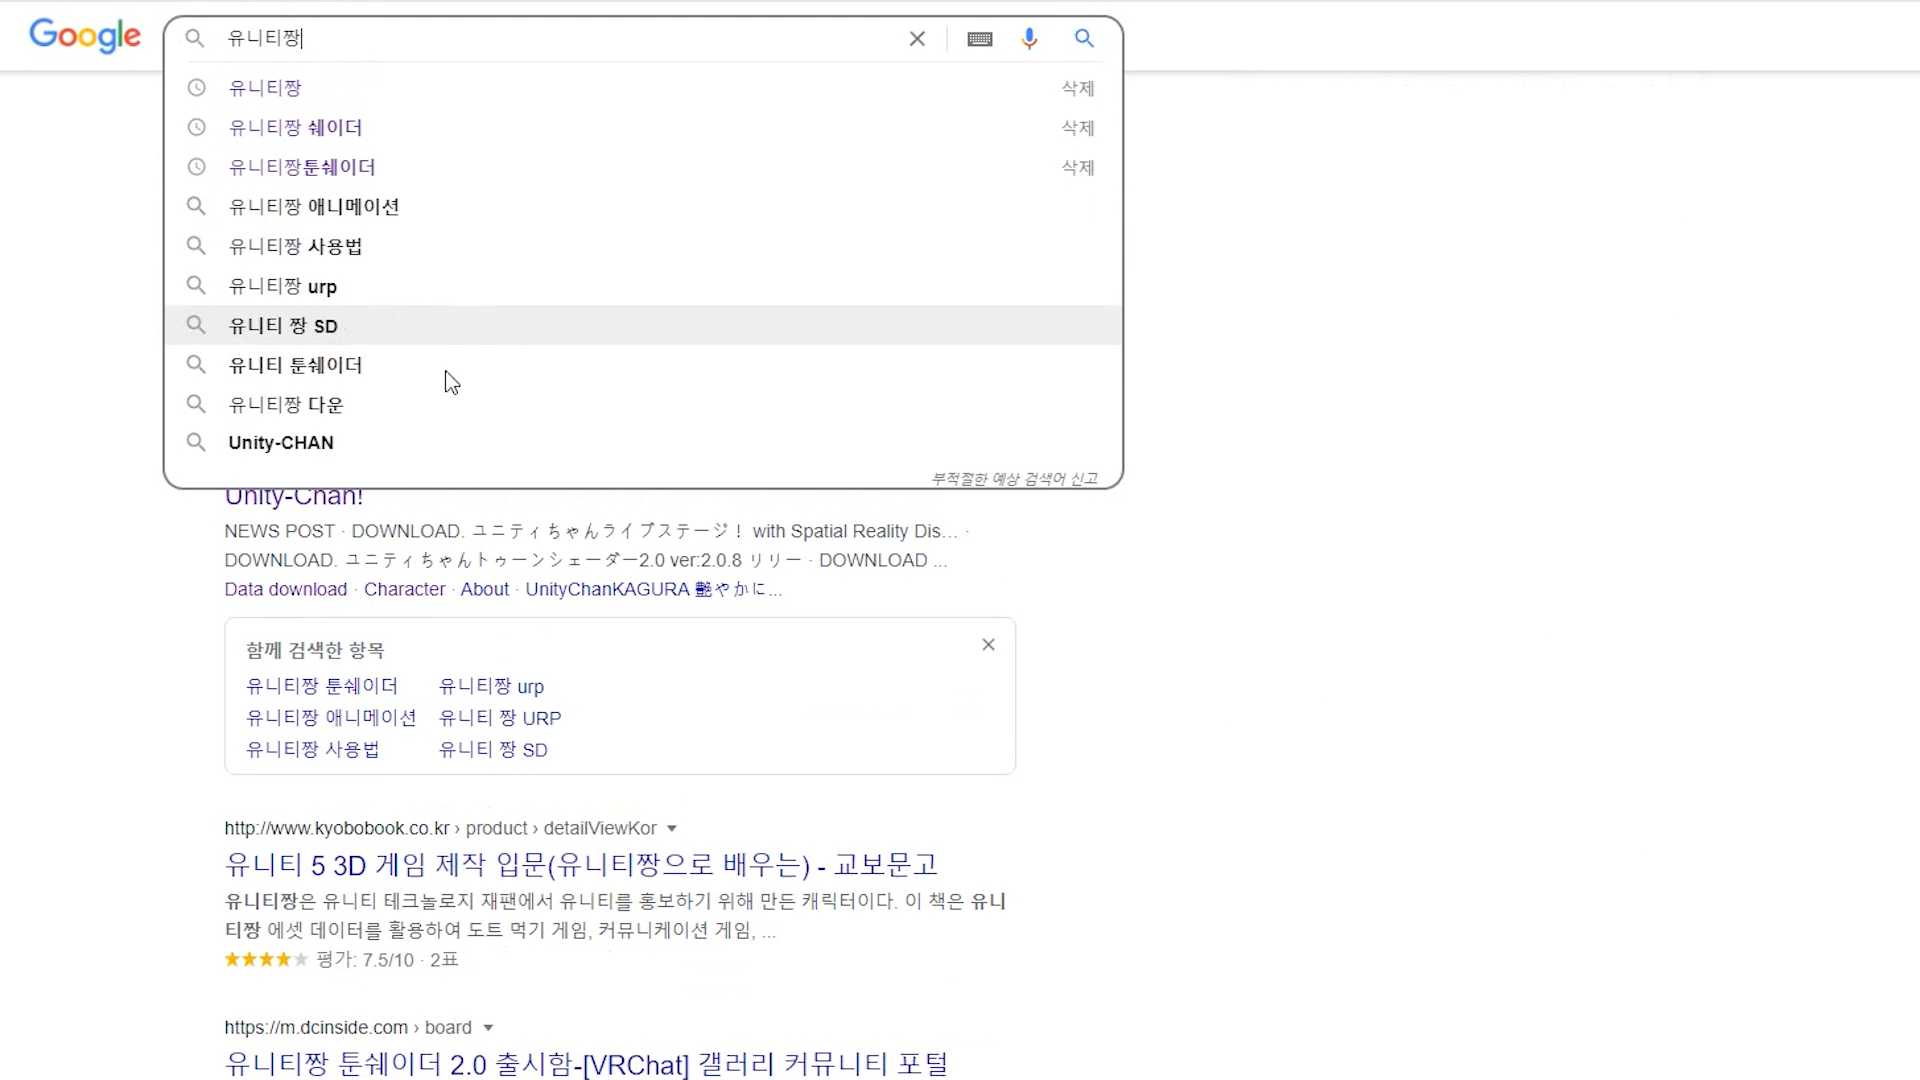 Google
유니티짱
유니티짱 삭제
유니티짱 쉐이더 삭제
유니티짱툰쉐이더 삭제
유니티짱 애니메이션
유니티짱 사용법
유니티짱 urp
유니티 짱 SD
유니티 툰쉐이더
유니티짱 다운
Unity-CHAN
부적절한 예상 검색어 신고
Unity-Chan!
NEWS POST · DOWNLOAD. ユニティちゃんライブステージ！ with Spatial Reality Dis... ·
DOWNLOAD. ユニティちゃんトゥーンシェーダー2.0 ver:2.0.8 リリー · DOWNLOAD ...
Data download · Character · About · UnityChanKAGURA 艶やかに...
함께 검색한 항목
유니티짱 툰쉐이더 유니티짱 urp
유니티짱 애니메이션 유니티 짱 URP
유니티짱 사용법 유니티 짱 SD
http://www.kyobobook.co.kr › product › detailViewKor
유니티 5 3D 게임 제작 입문(유니티짱으로 배우는) - 교보문고
유니티짱은 유니티 테크놀로지 재팬에서 유니티를 홍보하기 위해 만든 캐릭터이다. 이 책은 유니
티짱 에셋 데이터를 활용하여 도트 먹기 게임, 커뮤니케이션 게임, ...
평가: 7.5/10 · 2표
https://m.dcinside.com › board
유니티짱 툰쉐이더 2.0 출시함-[VRChat] 갤러리 커뮤니티 포털